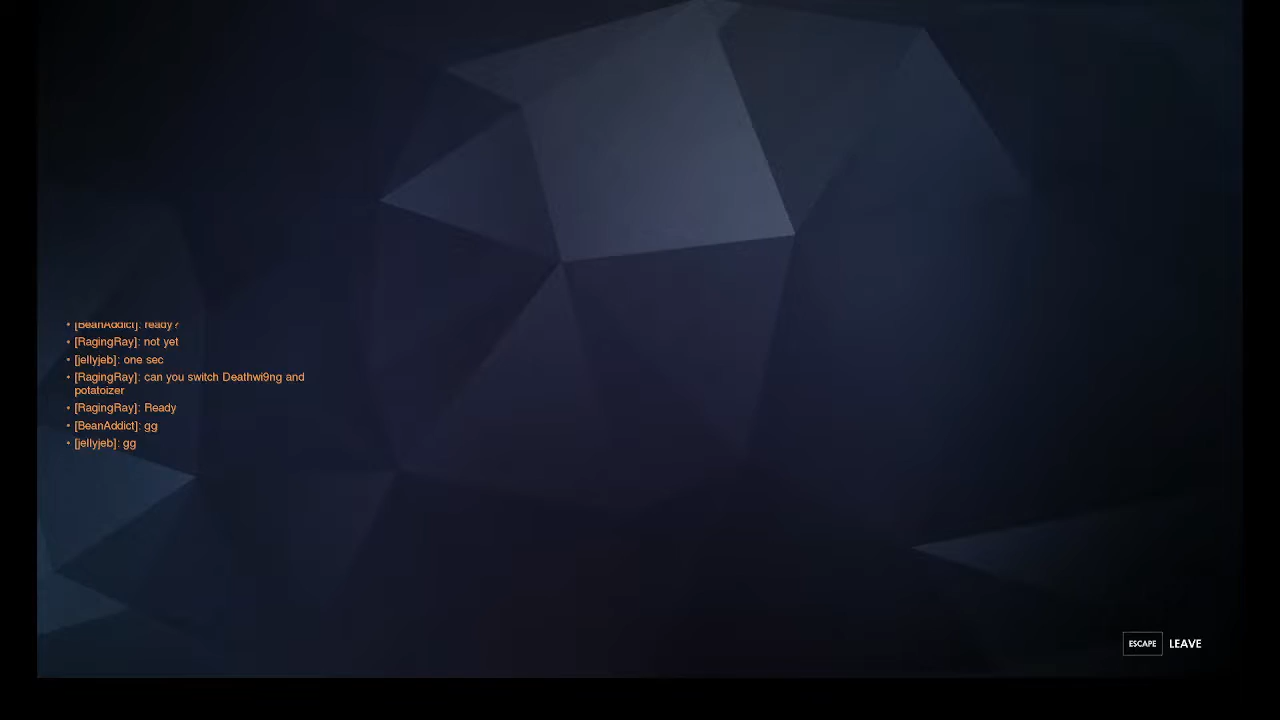 • [BeanAddict]: ready?
• [RagingRay]: not yet
• [jellyjeb]: one sec
• [RagingRay]: can you switch Deathwi9ng and
potatoizer
• [RagingRay]: Ready
• [BeanAddict]: gg
• [jellyjeb]: gg
ESCAPE LEAVE